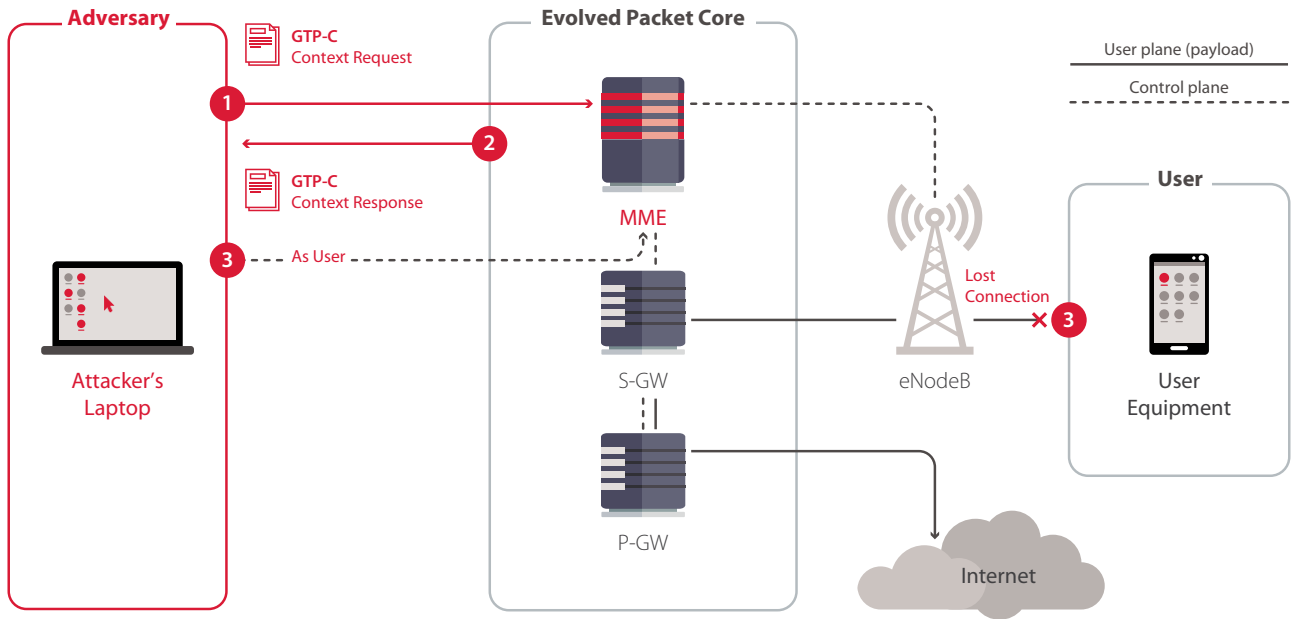 Adversary
Evolved Packet Core
GTP-C
Context Request
User plane (payload)
Control plane
1
2
GTP-C
Context Response
User
MME
3
As User
Lost
Connection
3
Attacker's
Laptop
S-GW
eNodeB
User
Equipment
P-GW
Internet